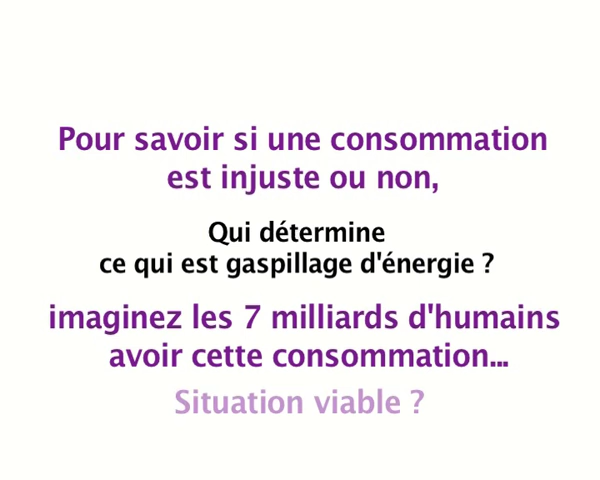 Pour savoir si une consommation
est injuste ou non,
Qui détermine
ce qui est gaspillage d'énergie ?
imaginez les 7 milliards d'humains
avoir cette consommation...
Situation viable ?